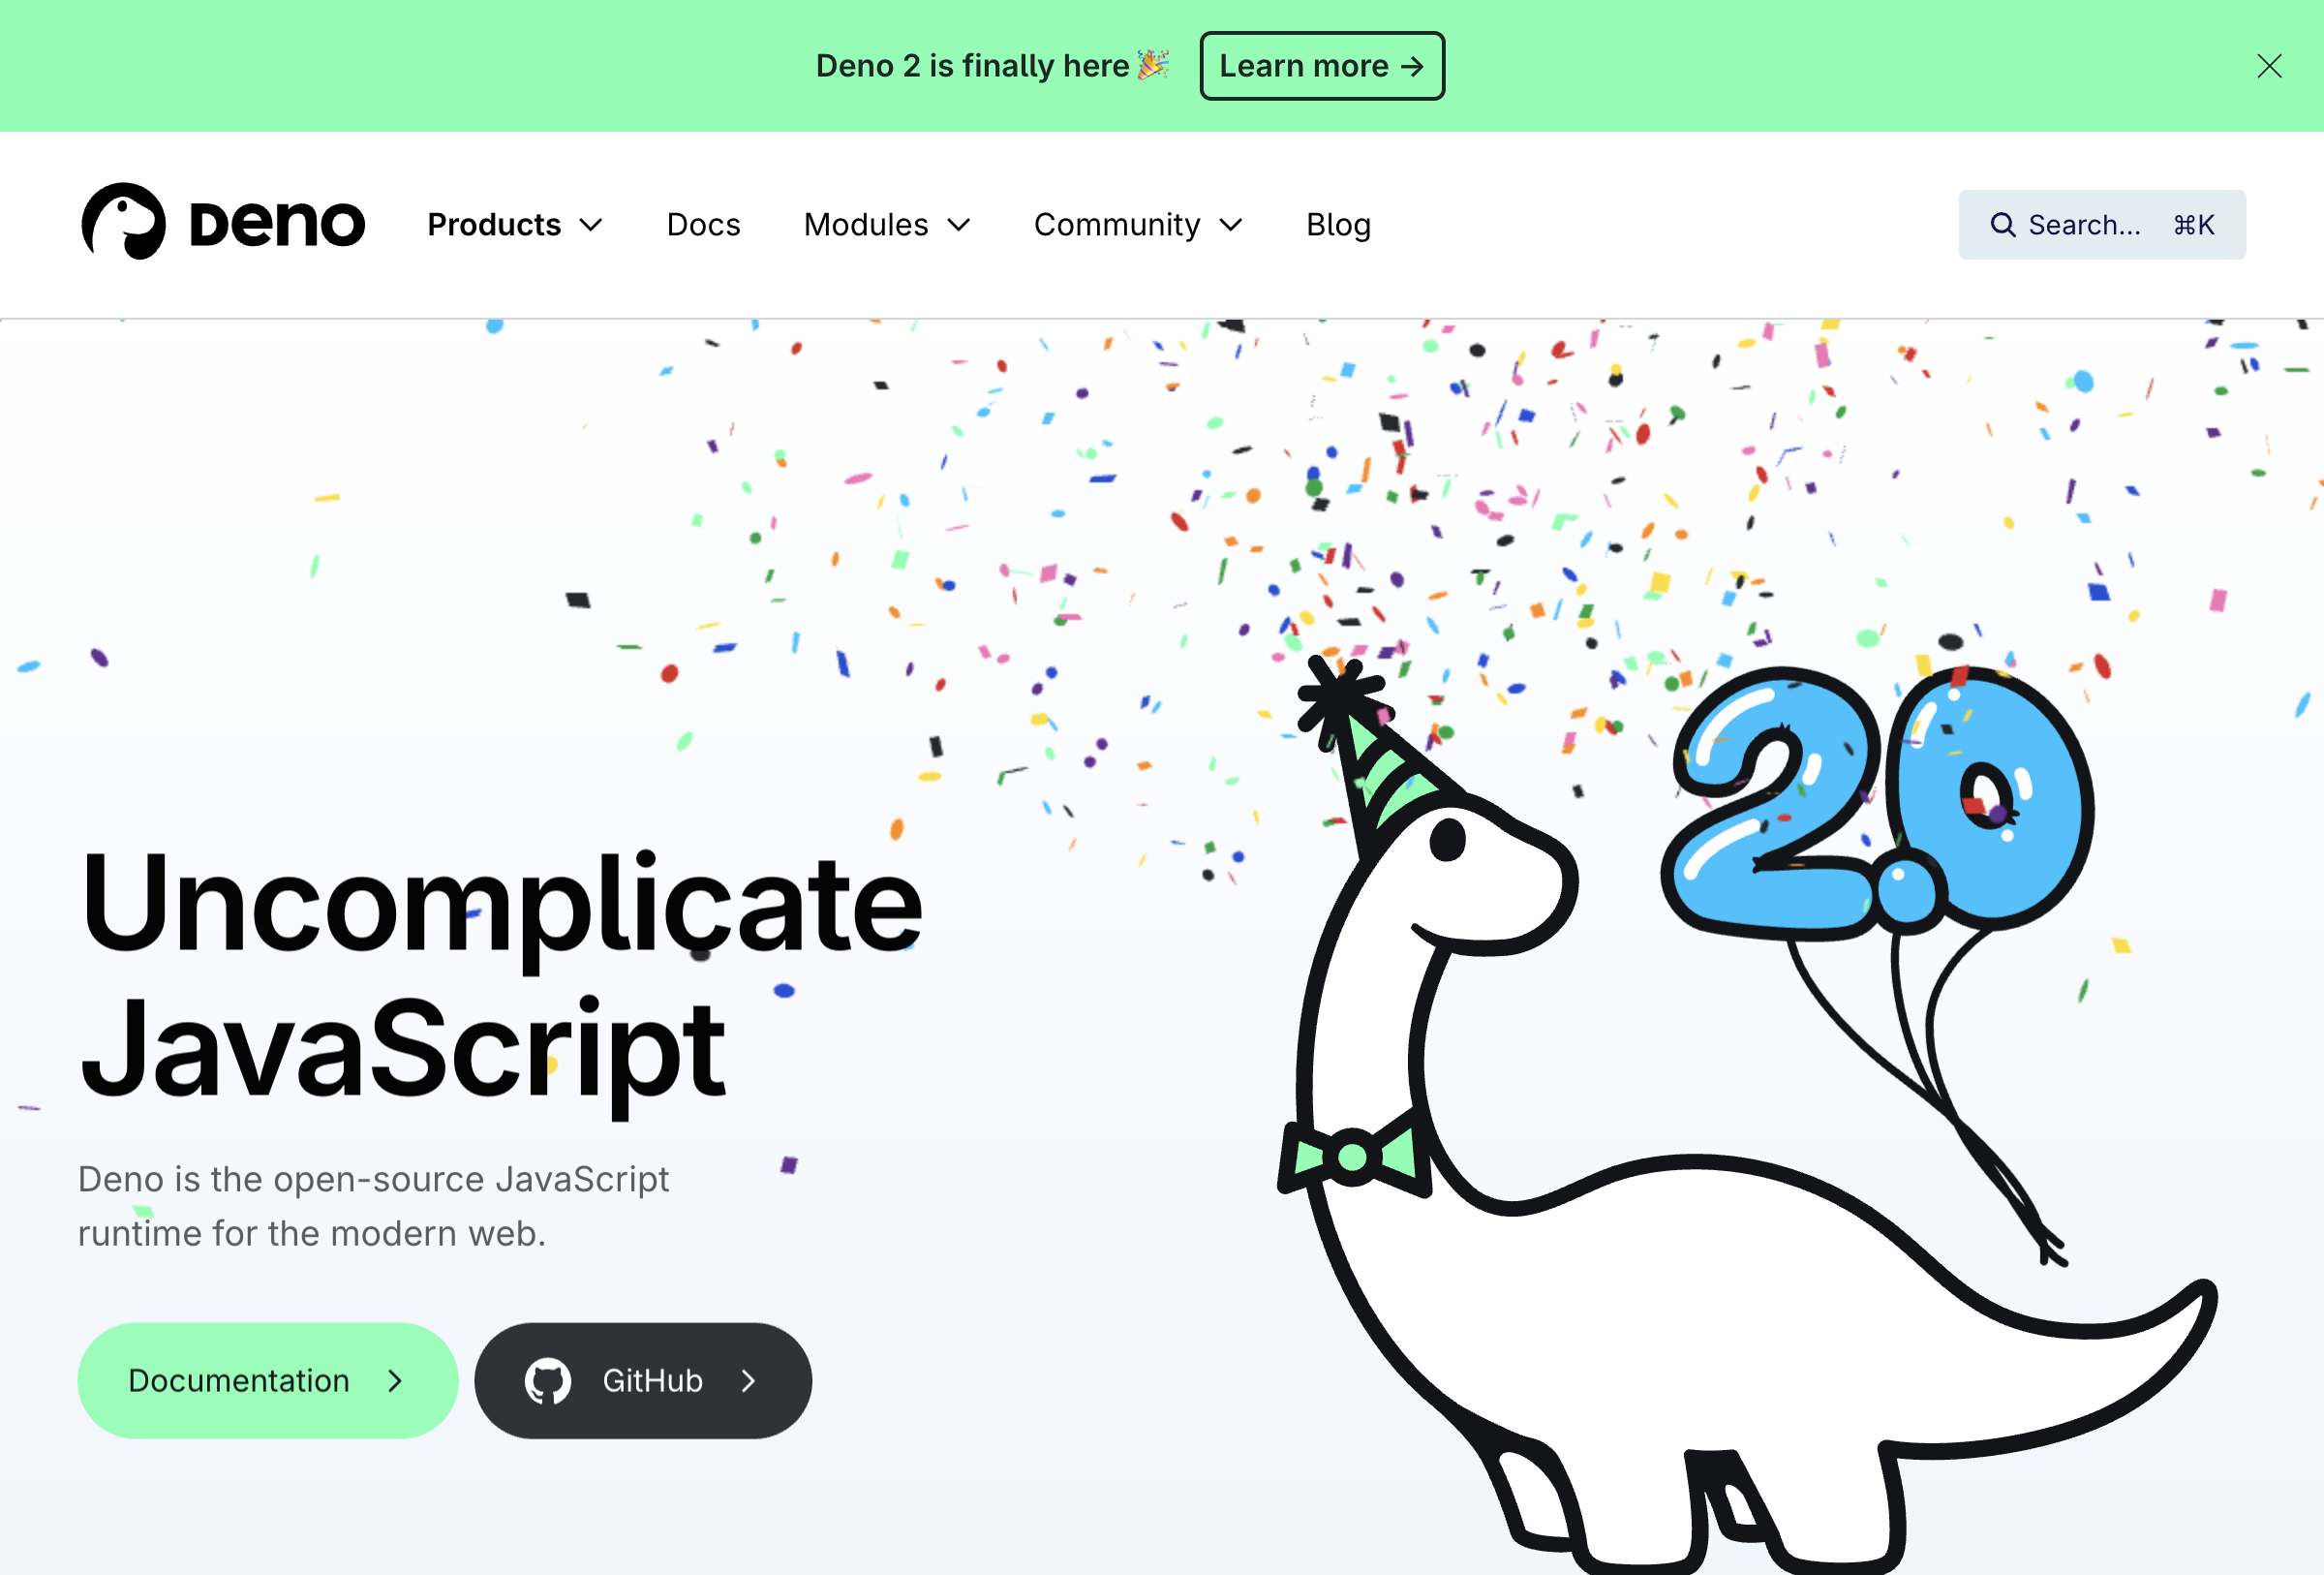 Deno 2 is finally here 🎉 Learn more →
Deno Products Docs Modules Community Blog Search... ⌘K
2.0
Uncomplicate
JavaScript
Deno is the open-source JavaScript
runtime for the modern web.
Documentation GitHub